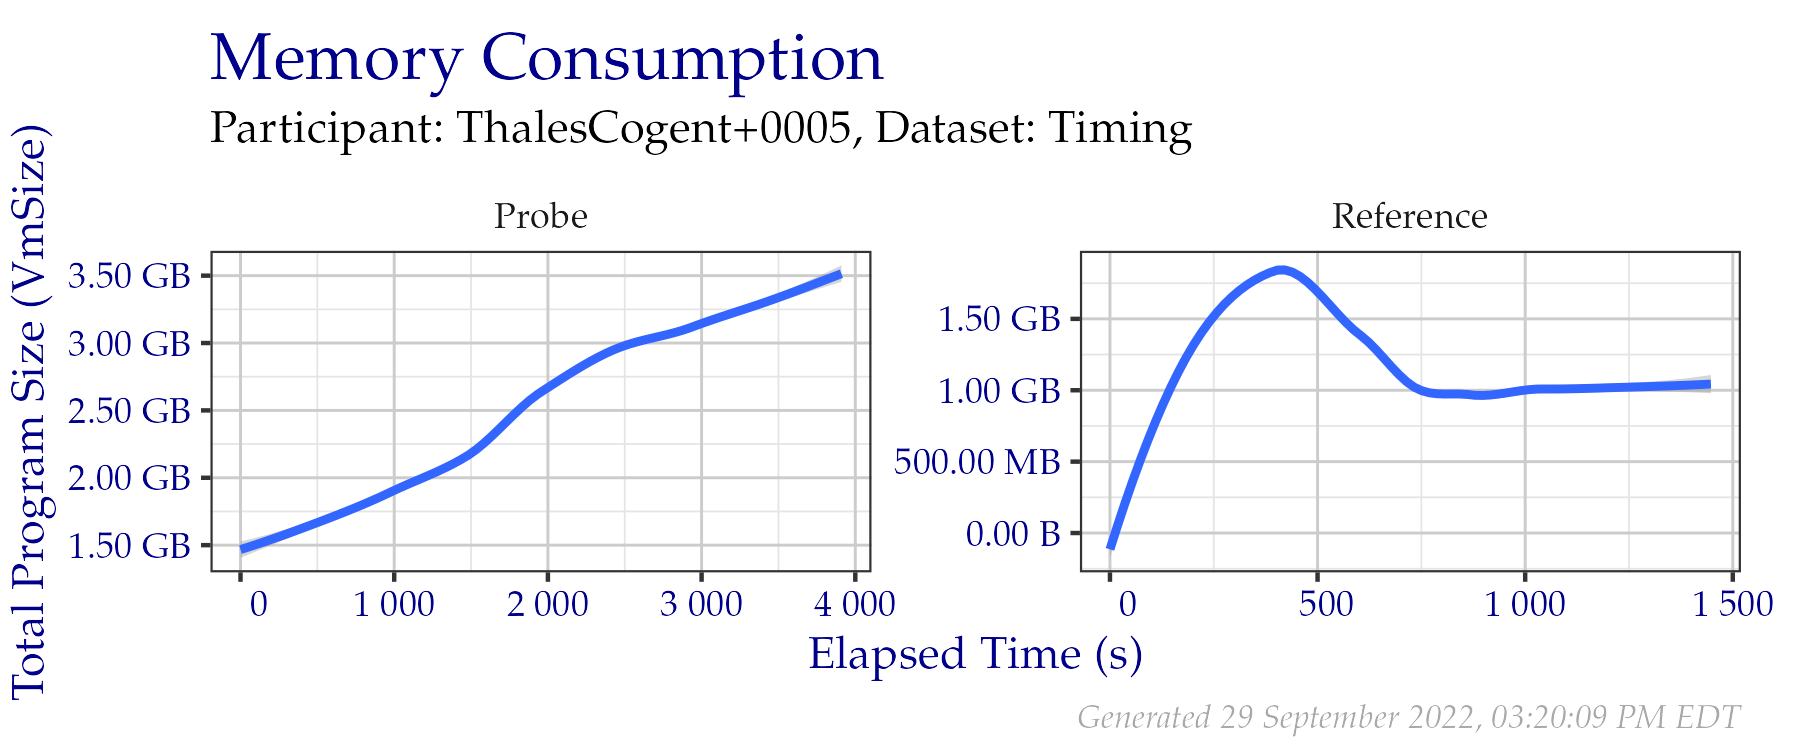 Memory Consumption
Participant: ThalesCogent+0005, Dataset: Timing
Total Program Size (VmSize)
Probe
3.50 GB
3.00 GB
2.50 GB
2.00 GB
1.50 GB
0 1 000 2 000 3 000 4 000
Reference
1.50 GB
1.00 GB
500.00 MB
0.00 B
0 500 1 000 1 500
Elapsed Time (s)
Generated 29 September 2022, 03:20:09 PM EDT